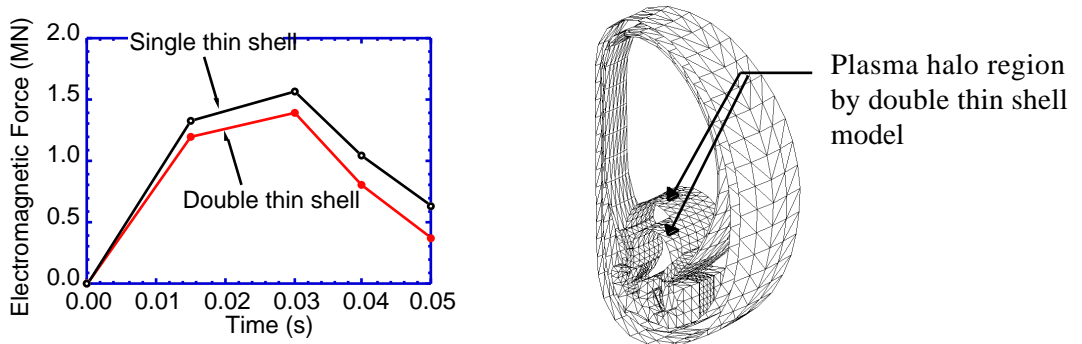 Electromagnetic Force (MN)
2.0
1.5
1.0
0.5
0.0
Single thin shell
Double thin shell
0.00 0.01 0.02 0.03 0.04 0.05
Time (s)
Plasma halo region
by double thin shell
model